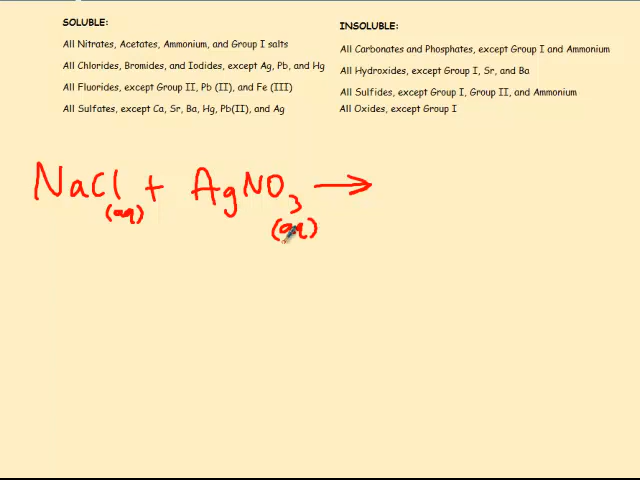 SOLUBLE:
All Nitrates, Acetates, Ammonium, and Group I salts
All Chlorides, Bromides, and Iodides, except Ag, Pb, and Hg
All Fluorides, except Group II, Pb (II), and Fe (III)
All Sulfates, except Ca, Sr, Ba, Hg, Pb(II), and Ag
INSOLUBLE:
All Carbonates and Phosphates, except Group I and Ammonium
All Hydroxides, except Group I, Sr, and Ba
All Sulfides, except Group I, Group II, and Ammonium
All Oxides, except Group I
NaCl(aq) + AgNO3(aq) →